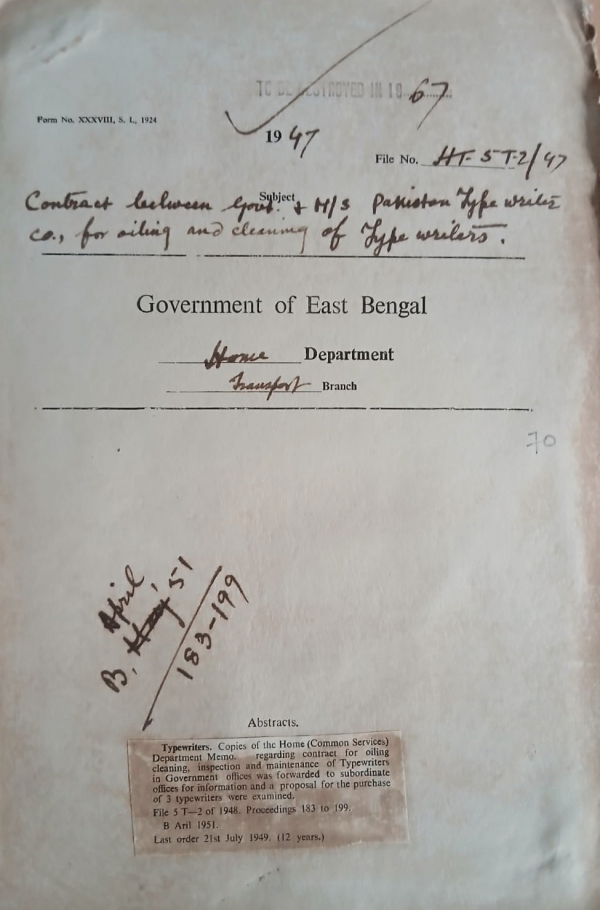 TO BE DESTROYED IN 19 67
Form No. XXXVIII, S. I., 1924
1947
File No. HT-5T-2/47
Subject
Contract between Govt. & M/s Pakistan Type writer
co., for oiling and cleaning of Type writers.
Government of East Bengal
Home Department
Transport Branch
70
B, April '51
183-199
Abstracts.
Typewriters. Copies of the Home (Common Services)
Department Memo. regarding contract for oiling
cleaning, inspection and maintenance of Typewriters
in Government offices was forwarded to subordinate
offices for information and a proposal for the purchase
of 3 typewriters were examined.
File 5 T—2 of 1948. Proceedings 183 to 199.
B Aril 1951.
Last order 21st July 1949. (12 years.)